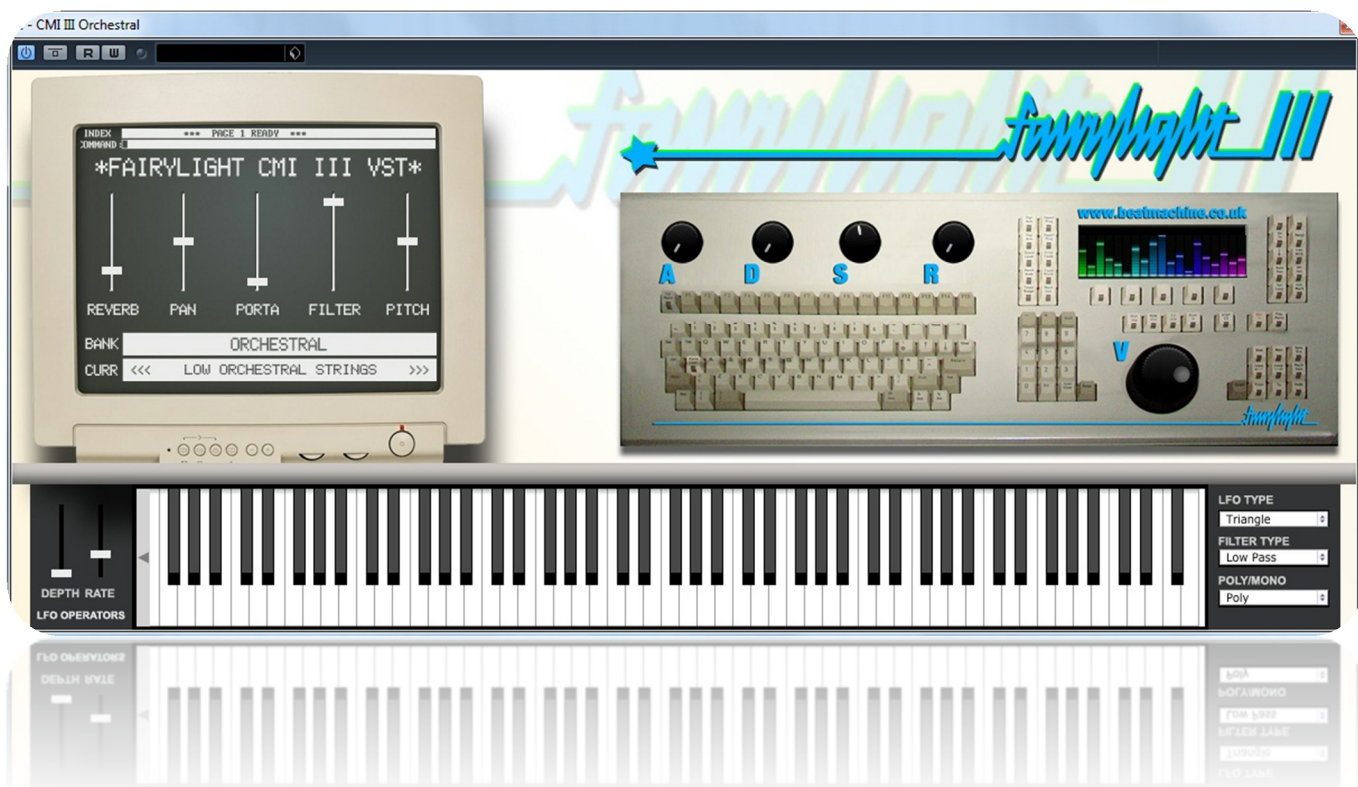 - CMI III Orchestral
R W
fairylight III
INDEX *** PAGE 1 READY ***
OMMAND :
*FAIRYLIGHT CMI III VST*
REVERB PAN PORTA FILTER PITCH
BANK ORCHESTRAL
CURR <<< LOW ORCHESTRAL STRINGS >>>
www.beatmachine.co.uk
A D S R
V
fairylight
DEPTH RATE
LFO OPERATORS
LFO TYPE
Triangle
FILTER TYPE
Low Pass
POLY/MONO
Poly